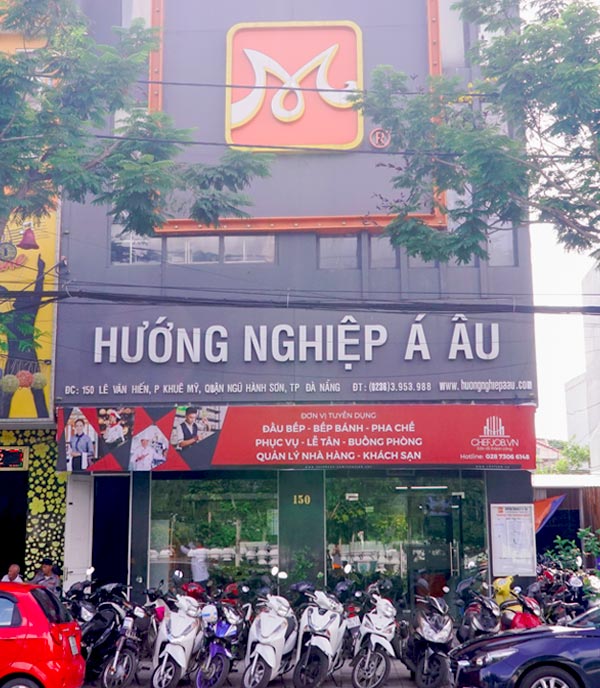 ®
HƯỚNG NGHIỆP Á ÂU
ĐC: 150 LÊ VĂN HIẾN, P KHUÊ MỸ, QUẬN NGŨ HÀNH SƠN, TP ĐÀ NẴNG ĐT: (0236)3.953.988 www.huongnghiepaau.com
ĐƠN VỊ TUYỂN DỤNG
ĐẦU BẾP - BẾP BÁNH - PHA CHẾ
PHỤC VỤ - LỄ TÂN - BUỒNG PHÒNG
QUẢN LÝ NHÀ HÀNG - KHÁCH SẠN
CHEFJOB.VN
Hotline: 028 7306 6148
150